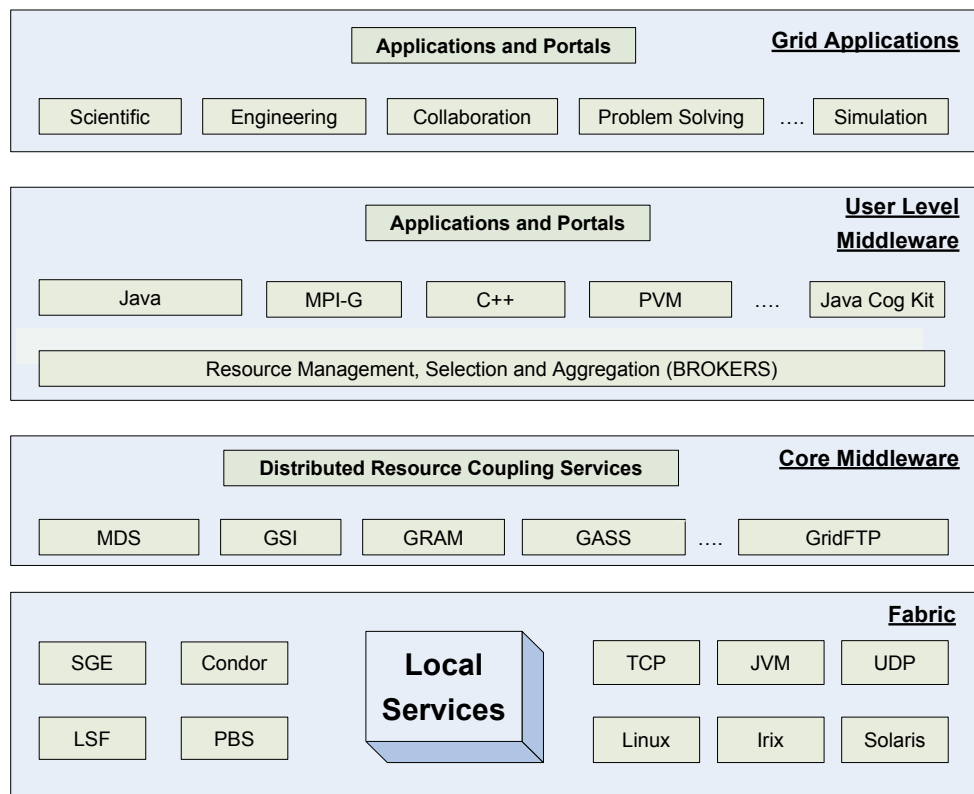 Applications and Portals
Grid Applications
Scientific
Engineering
Collaboration
Problem Solving
....
Simulation
User Level
Middleware
Applications and Portals
Java
MPI-G
C++
PVM
....
Java Cog Kit
Resource Management, Selection and Aggregation (BROKERS)
Core Middleware
Distributed Resource Coupling Services
MDS
GSI
GRAM
GASS
....
GridFTP
Fabric
SGE
Condor
Local
Services
TCP
JVM
UDP
LSF
PBS
Linux
Irix
Solaris